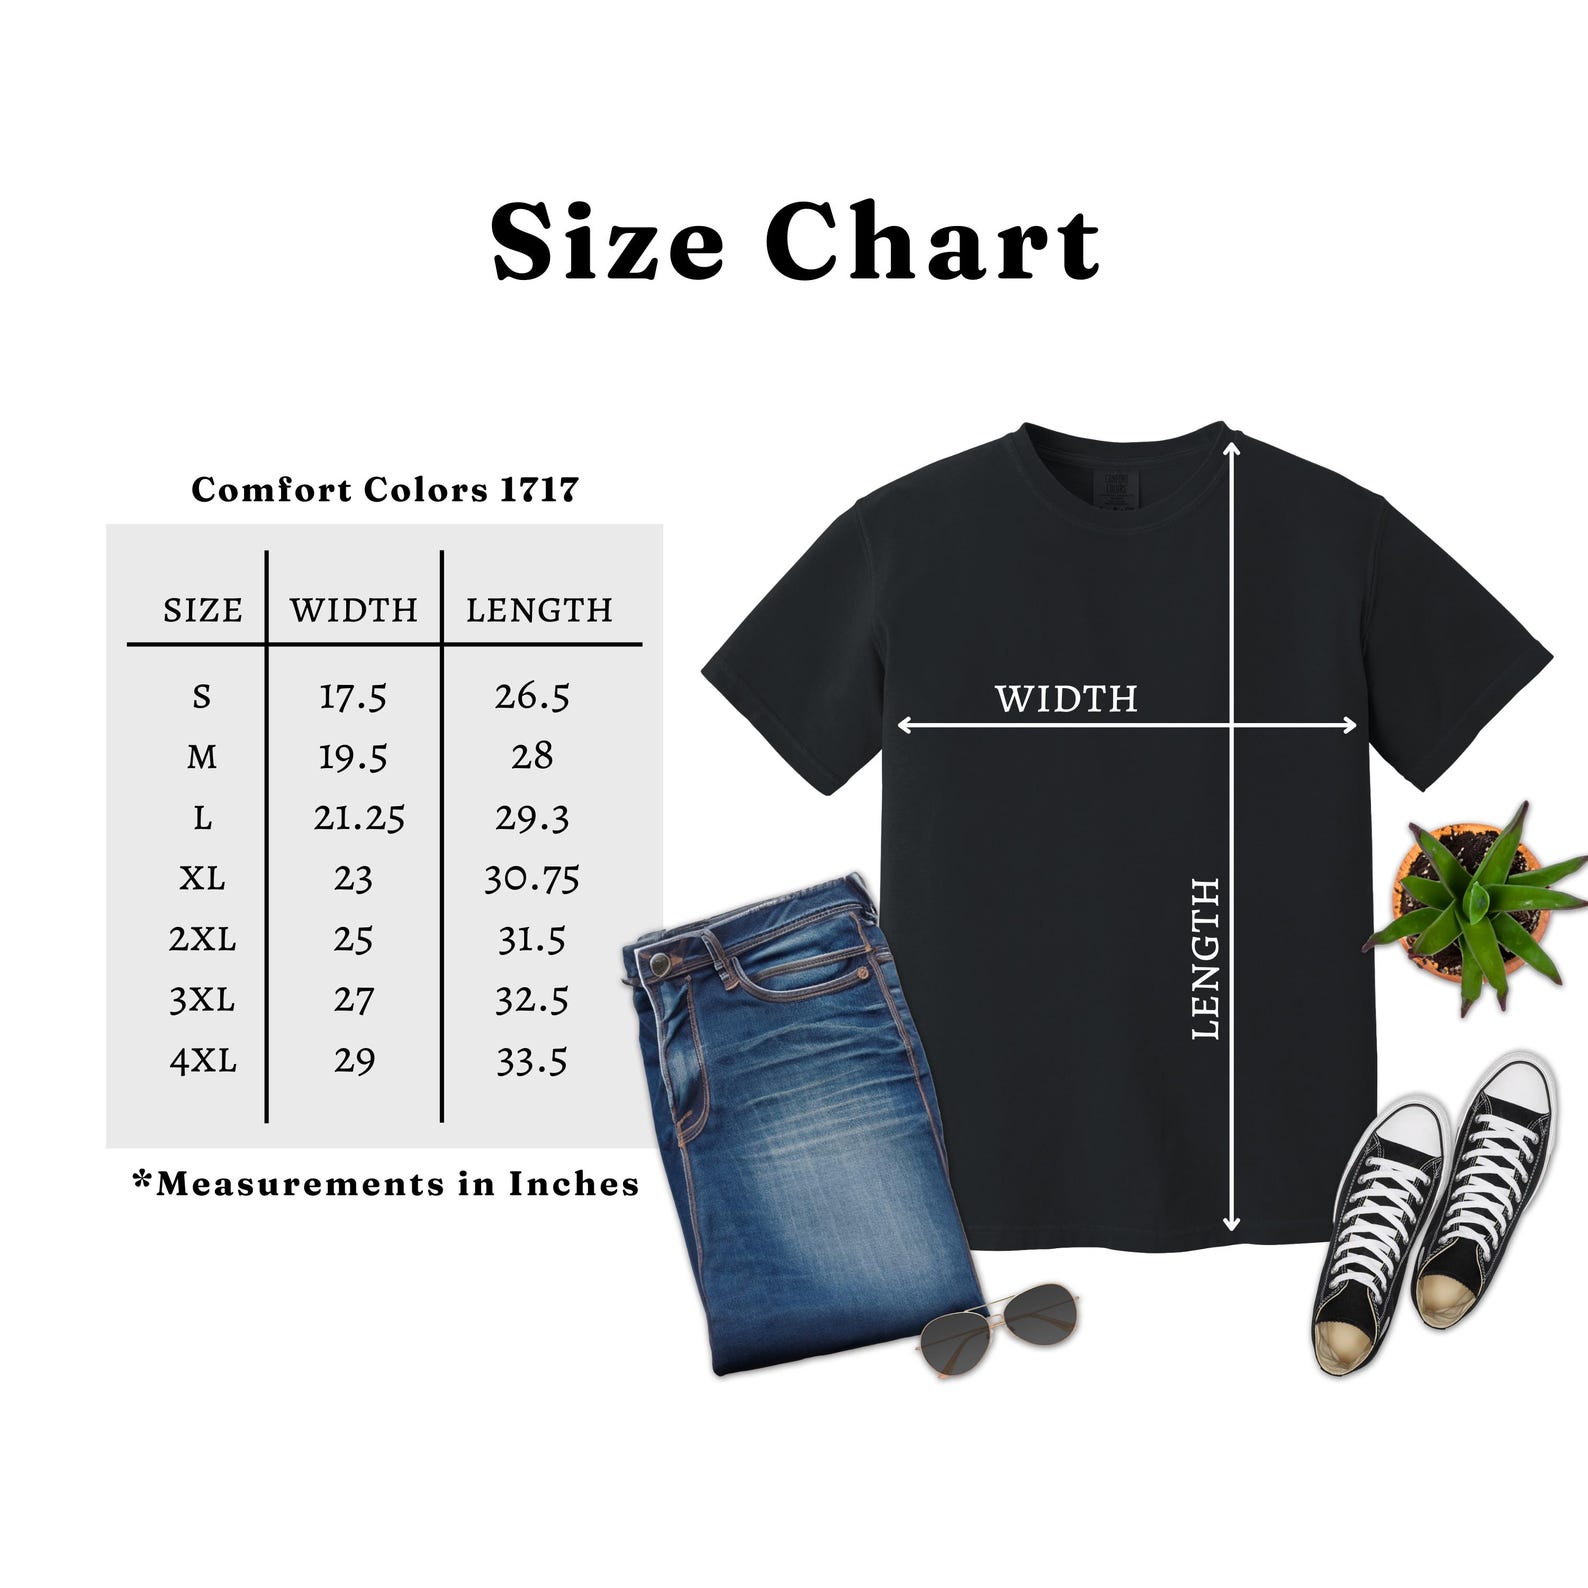 Size Chart
Comfort Colors 1717
SIZE WIDTH LENGTH
S 17.5 26.5
M 19.5 28
L 21.25 29.3
XL 23 30.75
2XL 25 31.5
3XL 27 32.5
4XL 29 33.5
*Measurements in Inches
COMFORT
COLORS
WIDTH
LENGTH